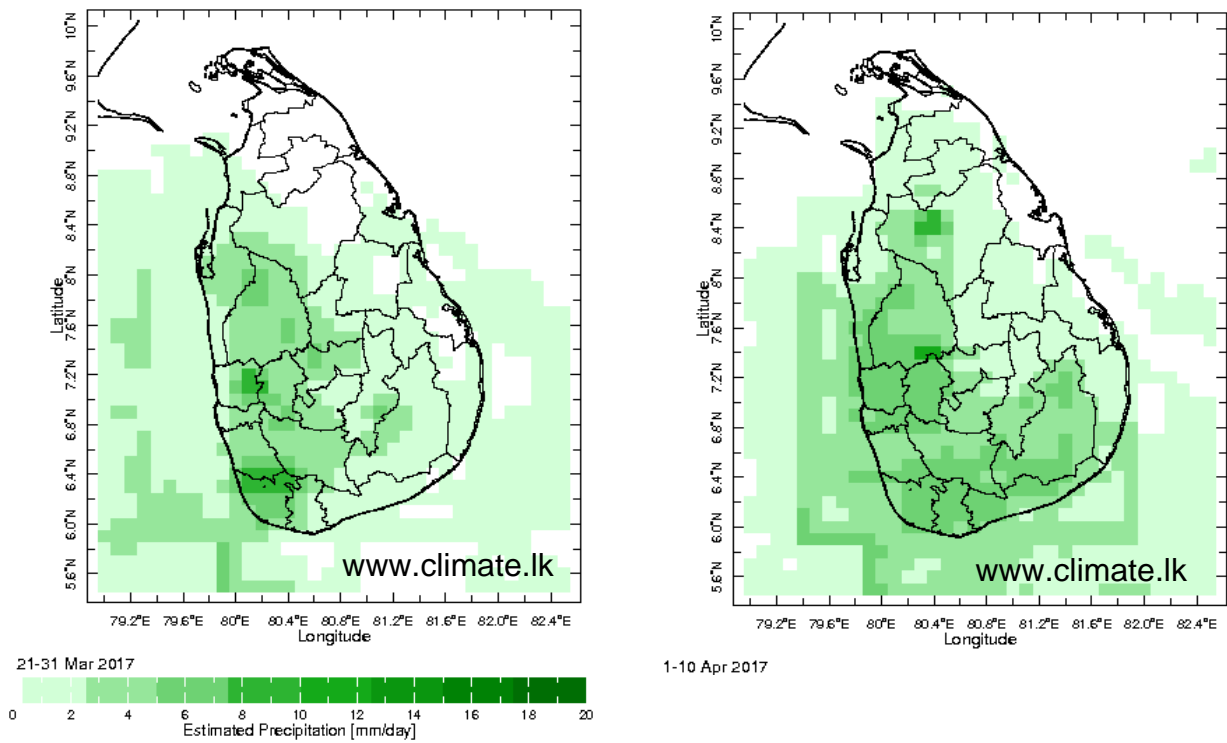 10°N
9.6°N
9.2°N
8.8°N
8.4°N
8°N
7.6°N
7.2°N
6.8°N
6.4°N
6.0°N
5.6°N
Latitude
www.climate.lk
79.2°E 79.6°E 80°E 80.4°E 80.8°E 81.2°E 81.6°E 82.0°E 82.4°E
Longitude
21-31 Mar 2017
0 2 4 6 8 10 12 14 16 18 20
Estimated Precipitation [mm/day]
10°N
9.6°N
9.2°N
8.8°N
8.4°N
8°N
7.6°N
7.2°N
6.8°N
6.4°N
6.0°N
5.6°N
Latitude
www.climate.lk
79.2°E 79.6°E 80°E 80.4°E 80.8°E 81.2°E 81.6°E 82.0°E 82.4°E
Longitude
1-10 Apr 2017